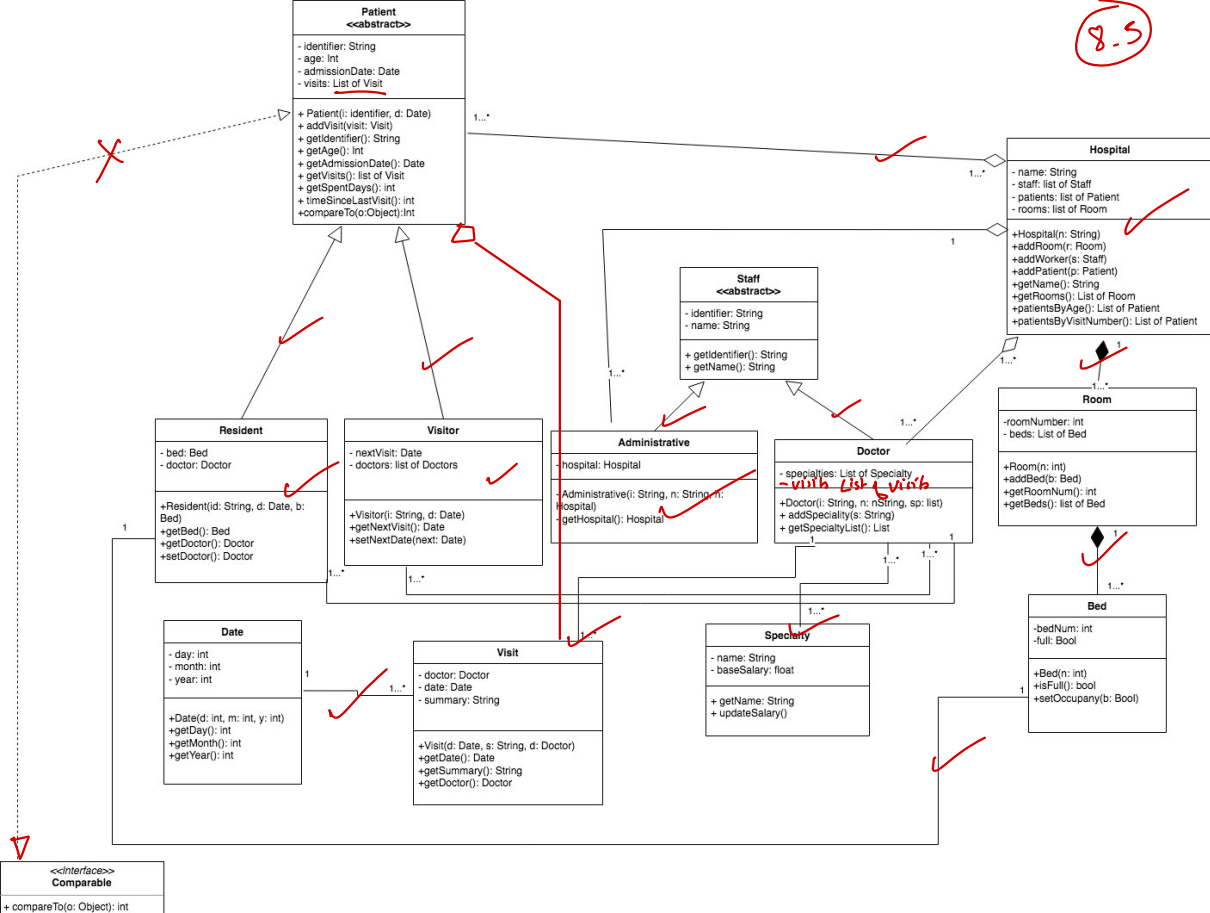 8.5
Patient
<<abstract>>
- identifier: String
- age: Int
- admissionDate: Date
- visits: List of Visit
+ Patient(i: identifier, d: Date)
+ addVisit(visit: Visit)
+ getIdentifier(): String
+ getAge(): Int
+ getAdmissionDate(): Date
+ getVisits(): list of Visit
+ getSpentDays(): int
+ timeSinceLastVisit(): int
+compareTo(o:Object):Int
1...*
1...*
Hospital
- name: String
- staff: list of Staff
- patients: list of Patient
- rooms: list of Room
+Hospital(n: String)
+addRoom(r: Room)
+addWorker(s: Staff)
+addPatient(p: Patient)
+getName(): String
+getRooms(): List of Room
+patientsByAge(): List of Patient
+patientsByVisitNumber(): List of Patient
1
1...*
1...*
1...*
1
1...*
Staff
<<abstract>>
- identifier: String
- name: String
+ getIdentifier(): String
+ getName(): String
Room
-roomNumber: int
- beds: List of Bed
+Room(n: int)
+addBed(b: Bed)
+getRoomNum(): int
+getBeds(): list of Bed
1
1...*
Resident
- bed: Bed
- doctor: Doctor
+Resident(id: String, d: Date, b:
Bed)
+getBed(): Bed
+getDoctor(): Doctor
+setDoctor(): Doctor
1
1...*
Visitor
- nextVisit: Date
- doctors: list of Doctors
+Visitor(i: String, d: Date)
+getNextVisit(): Date
+setNextDate(next: Date)
1...*
Administrative
- hospital: Hospital
- Administrative(i: String, n: String, h:
Hospital)
-getHospital(): Hospital
Doctor
- specialties: List of Specialty
- visits List of visits
+Doctor(i: String, n: nString, sp: list)
+ addSpeciality(s: String)
+ getSpecialtyList(): List
1
1...*
1...*
1
1...*
1...*
Bed
-bedNum: int
-full: Bool
+Bed(n: int)
+isFull(): bool
+setOccupany(b: Bool)
1
Date
- day: int
- month: int
- year: int
+Date(d: int, m: int, y: int)
+getDay(): int
+getMonth(): int
+getYear(): int
1
1...*
Visit
- doctor: Doctor
- date: Date
- summary: String
+Visit(d: Date, s: String, d: Doctor)
+getDate(): Date
+getSummary(): String
+getDoctor(): Doctor
Specialty
- name: String
- baseSalary: float
+ getName: String
+ updateSalary()
<<Interface>>
Comparable
+ compareTo(o: Object): int